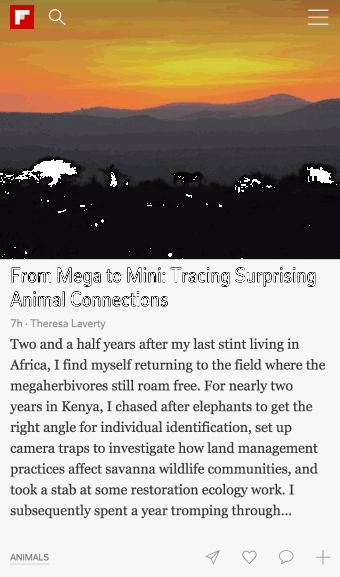 From Mega to Mini: Tracing Surprising
Animal Connections
7h · Theresa Laverty
Two and a half years after my last stint living in
Africa, I find myself returning to the field where the
megaherbivores still roam free. For nearly two
years in Kenya, I chased after elephants to get the
right angle for individual identification, set up
camera traps to investigate how land management
practices affect savanna wildlife communities, and
took a stab at some restoration ecology work. I
subsequently spent a year tromping through...
ANIMALS